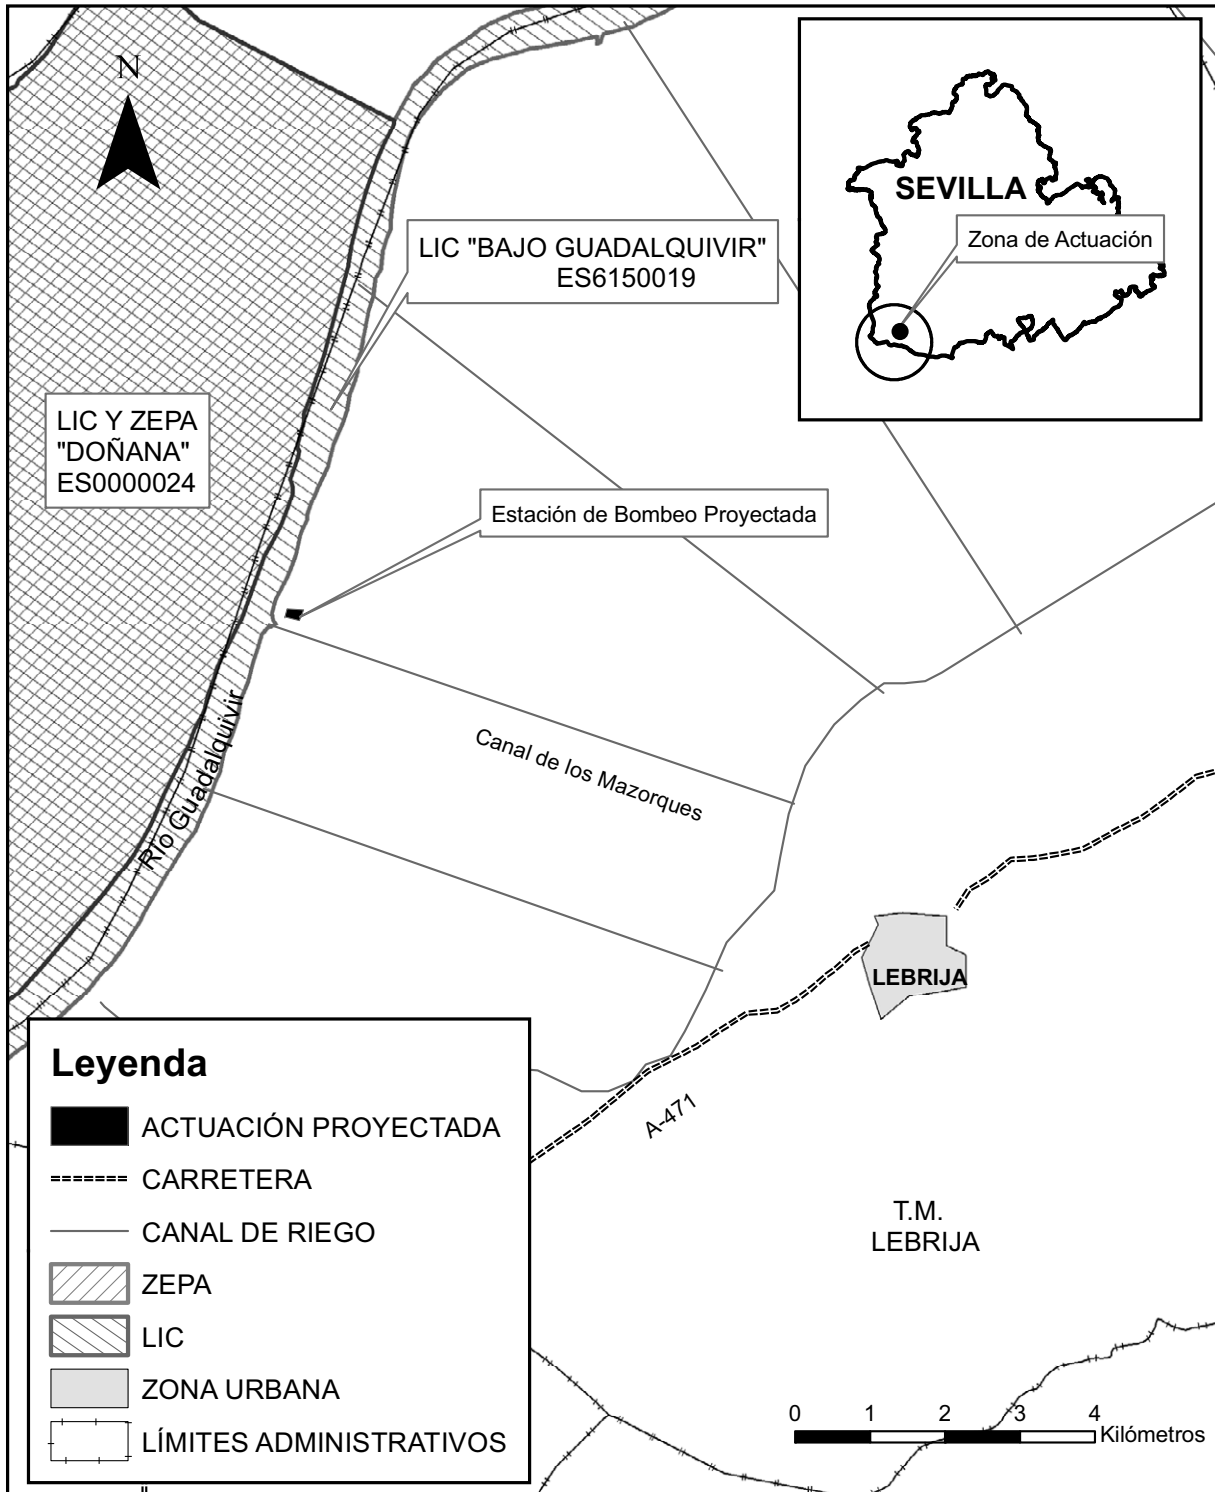 N
SEVILLA
Zona de Actuación
LIC "BAJO GUADALQUIVIR"
ES6150019
LIC Y ZEPA
"DOÑANA"
ES0000024
Estación de Bombeo Proyectada
Río Guadalquivir
Canal de los Mazorques
LEBRIJA
A-471
T.M.
LEBRIJA
Leyenda
ACTUACIÓN PROYECTADA
CARRETERA
CANAL DE RIEGO
ZEPA
LIC
ZONA URBANA
LÍMITES ADMINISTRATIVOS
0 1 2 3 4
Kilómetros